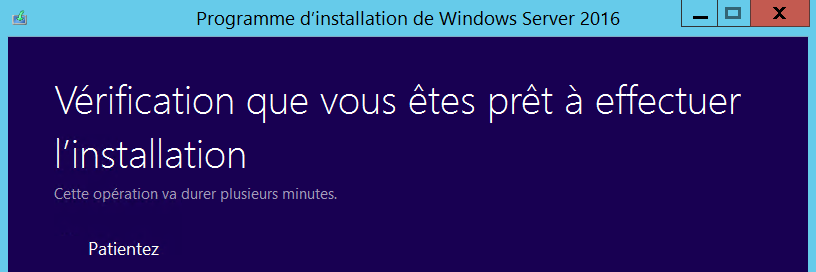 Programme d’installation de Windows Server 2016
Vérification que vous êtes prêt à effectuer
l’installation
Cette opération va durer plusieurs minutes.
Patientez